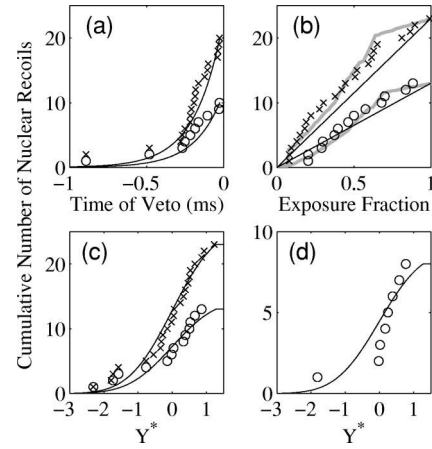 Cumulative Number of Nuclear Recoils
(a)
20
10
0
-1 -0.5 0
Time of Veto (ms)
(b)
20
10
0
0 0.5 1
Exposure Fraction
(c)
20
10
0
-3 -2 -1 0 1
Y*
(d)
10
5
0
-3 -2 -1 0 1
Y*